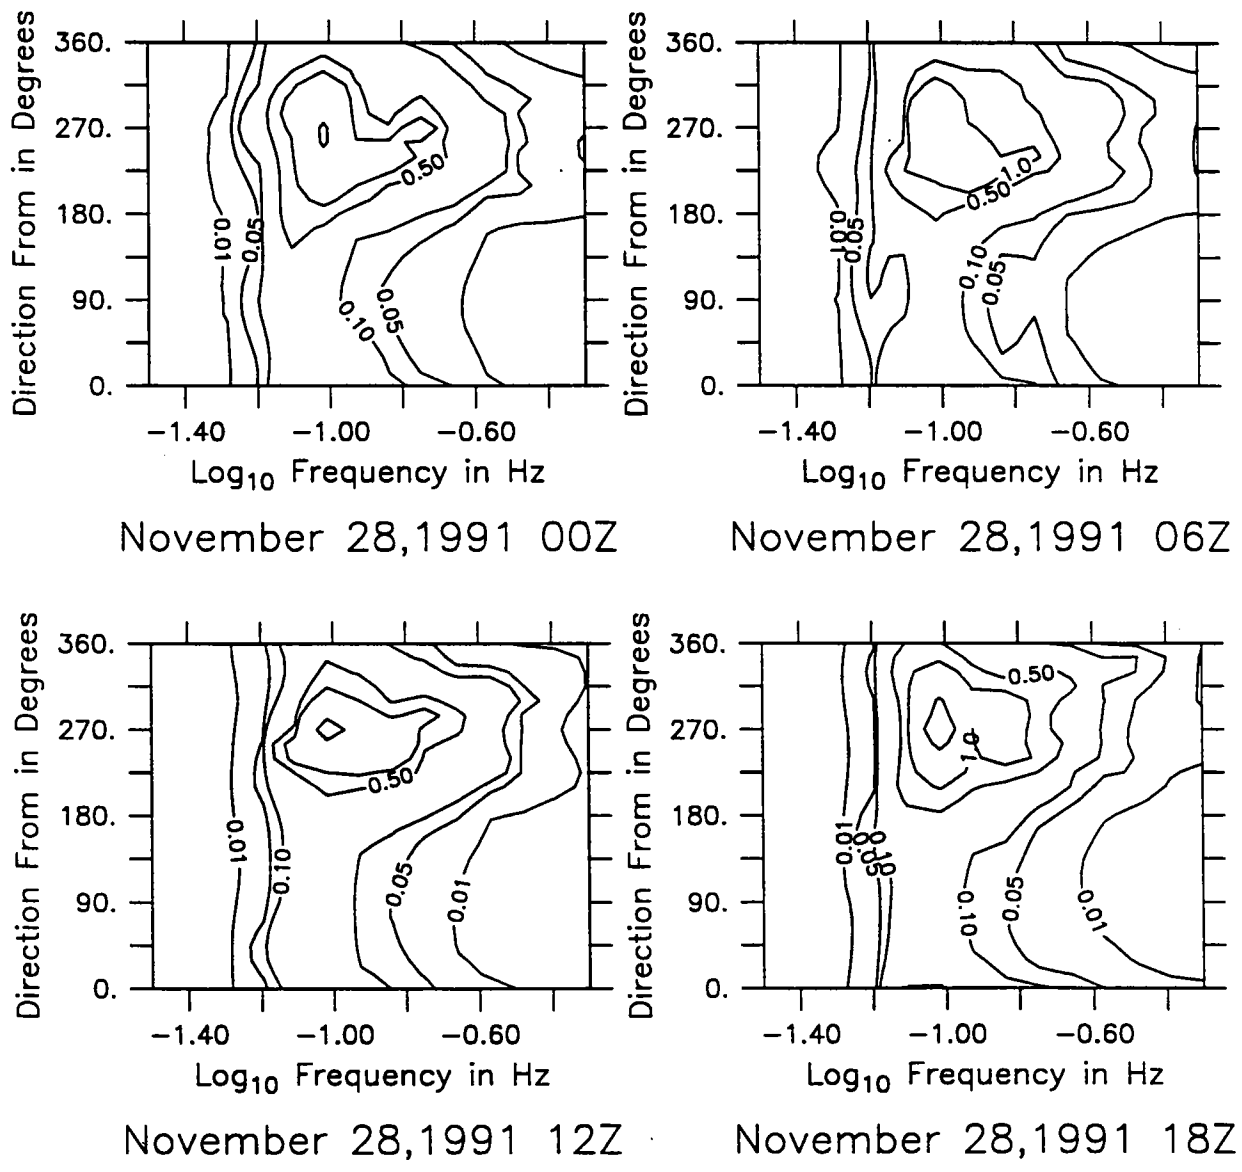 Direction From in Degrees
360.
270.
180.
90.
0.
0.01
0.05
0.50
0.10
0.05
-1.40 -1.00 -0.60
Log10 Frequency in Hz
November 28,1991 00Z
Direction From in Degrees
360.
270.
180.
90.
0.
0.01
0.05
1.0
0.50
0.10
0.05
-1.40 -1.00 -0.60
Log10 Frequency in Hz
November 28,1991 06Z
Direction From in Degrees
360.
270.
180.
90.
0.
0.50
0.01
0.10
0.05
0.01
-1.40 -1.00 -0.60
Log10 Frequency in Hz
November 28,1991 12Z
Direction From in Degrees
360.
270.
180.
90.
0.
0.50
1.0
0.01
0.05
0.10
0.10
0.05
0.01
-1.40 -1.00 -0.60
Log10 Frequency in Hz
November 28,1991 18Z